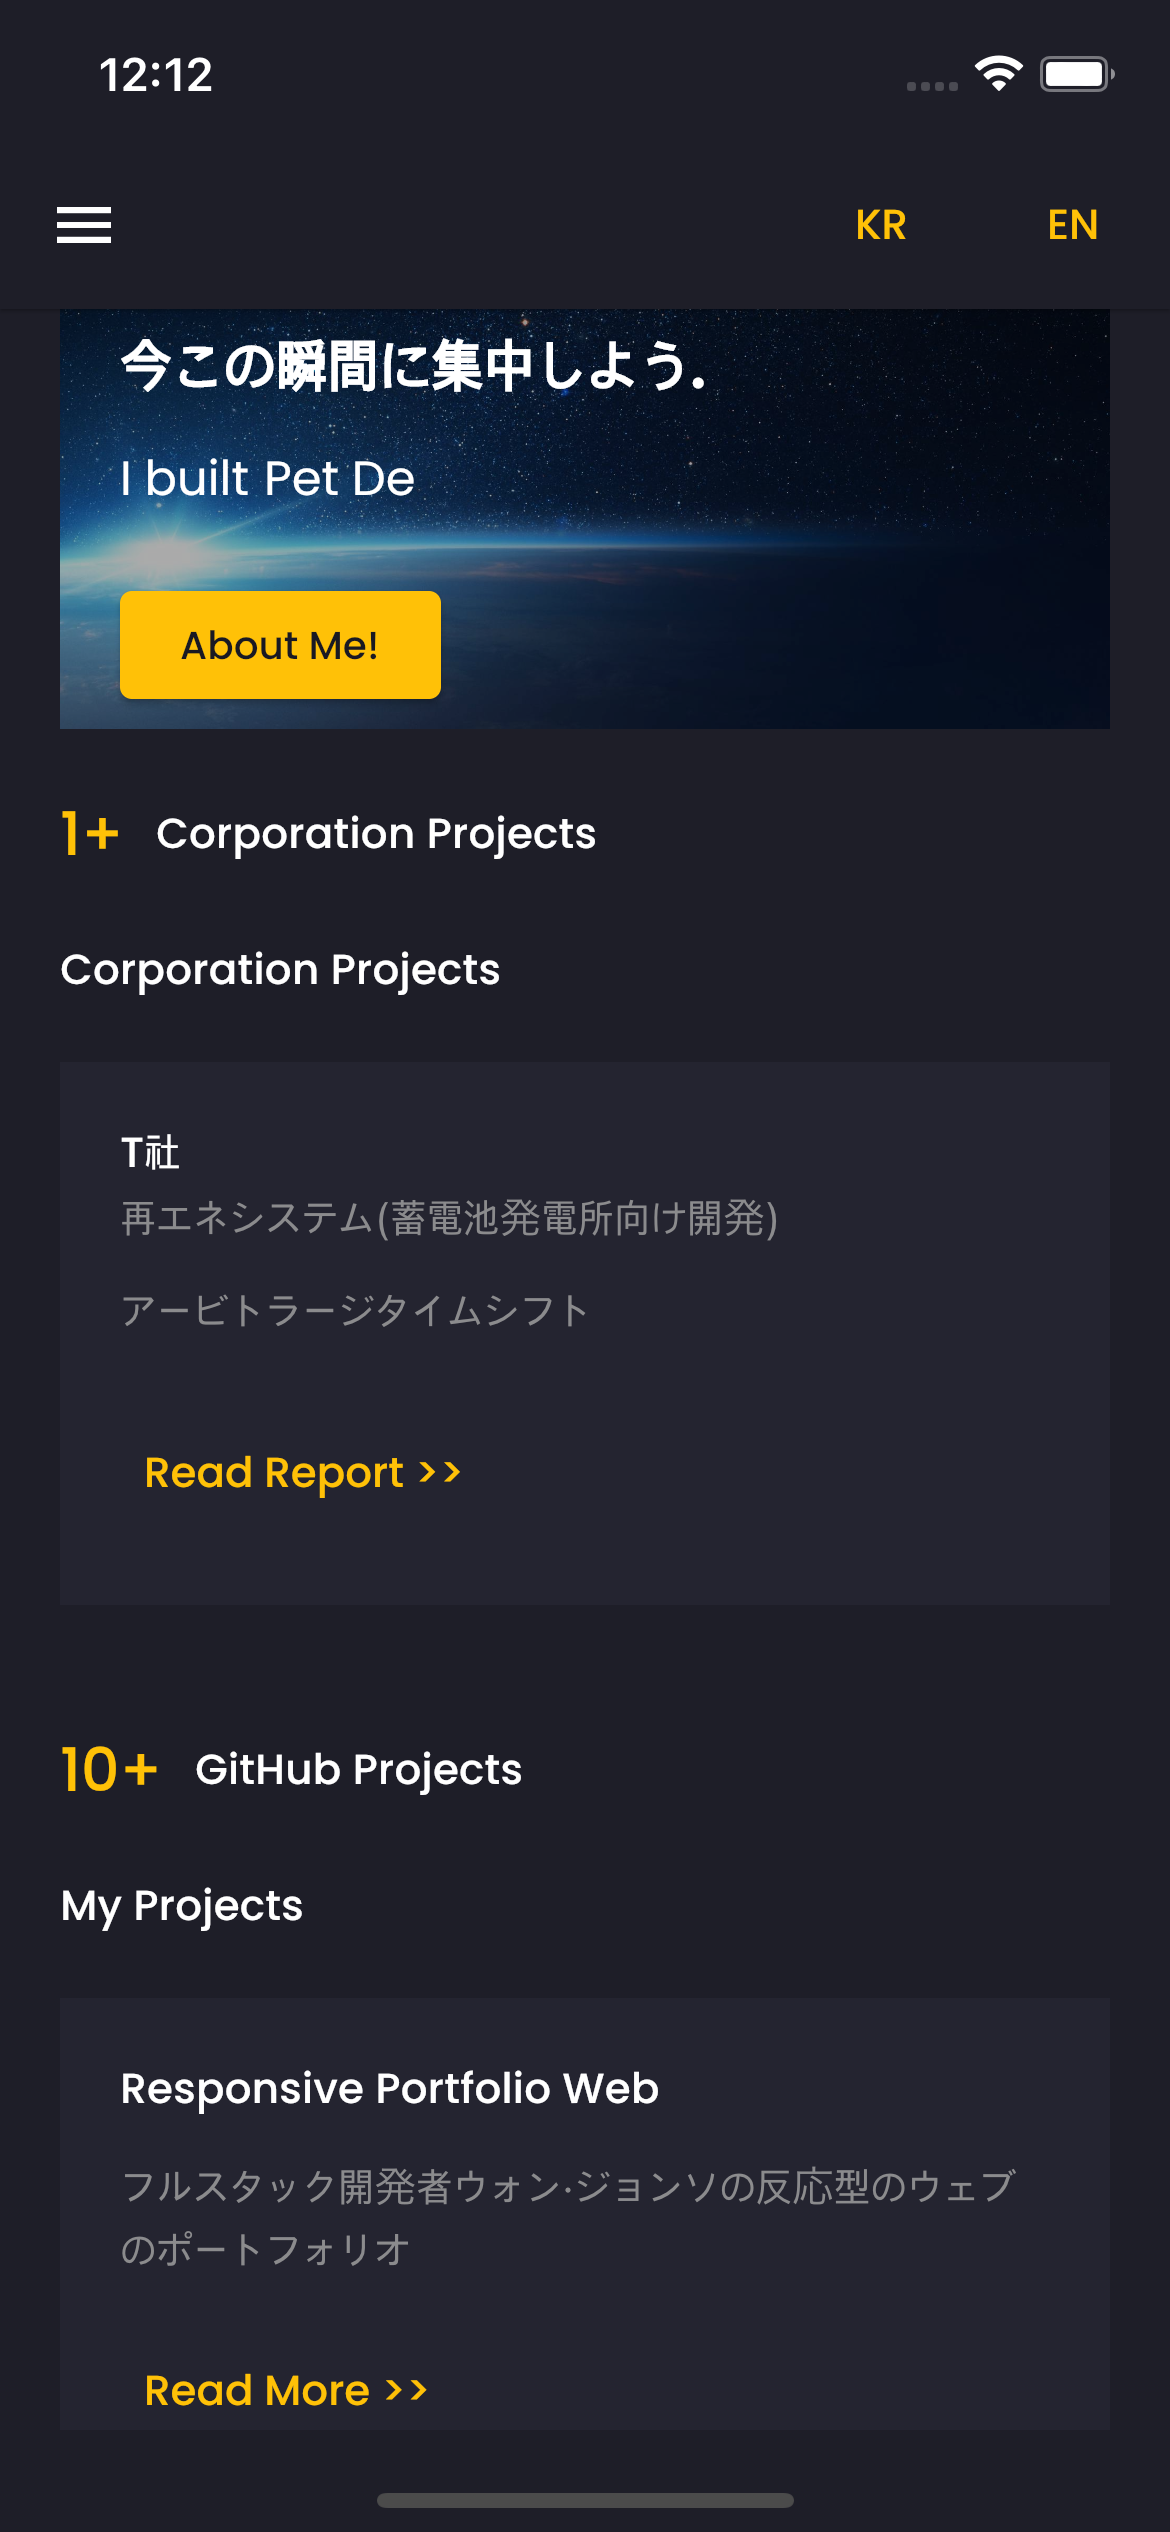 12:12
KR EN
今この瞬間に集中しよう.
I built Pet De
About Me!
1+ Corporation Projects
Corporation Projects
T社
再エネシステム(蓄電池発電所向け開発)
アービトラージタイムシフト
Read Report >>
10+ GitHub Projects
My Projects
Responsive Portfolio Web
フルスタック開発者ウォン·ジョンソの反応型のウェブ
のポートフォリオ
Read More >>